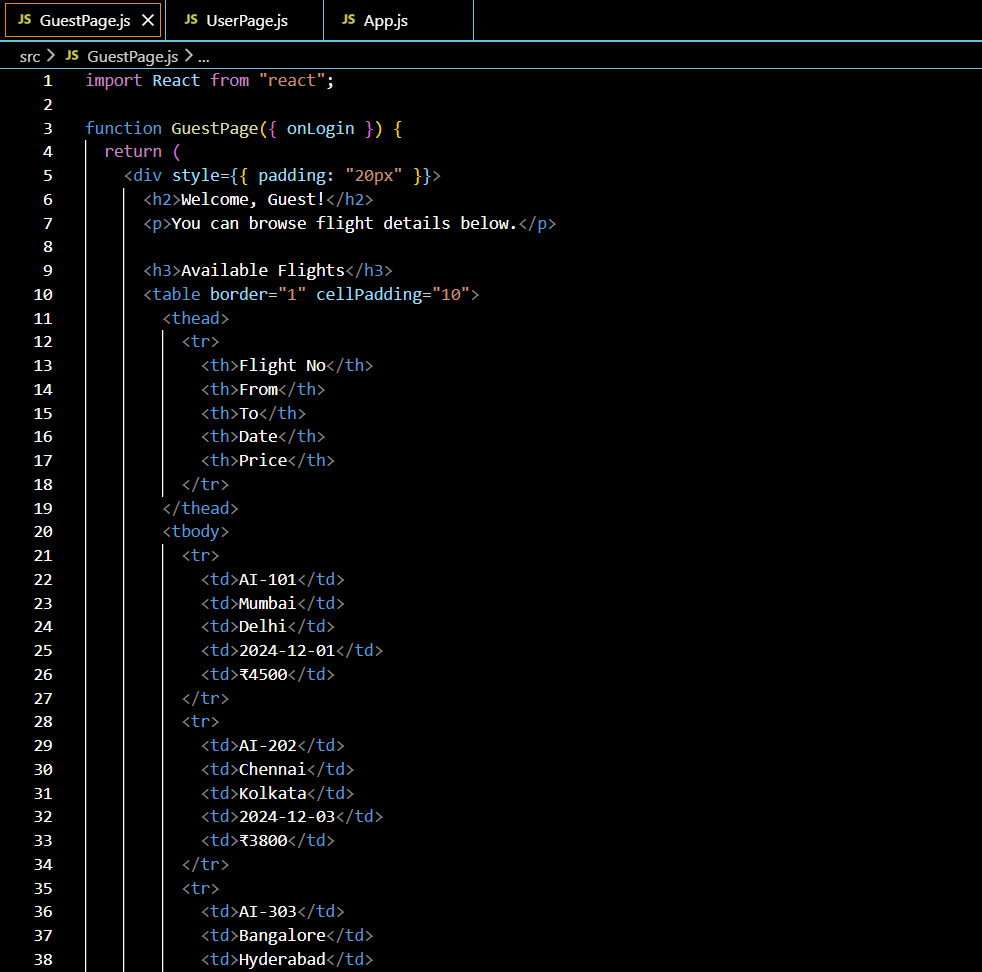 JS GuestPage.js × JS UserPage.js JS App.js
src > JS GuestPage.js > ...
1 import React from "react";
2
3 function GuestPage({ onLogin }) {
4 return (
5 <div style={{ padding: "20px" }}>
6 <h2>Welcome, Guest!</h2>
7 <p>You can browse flight details below.</p>
8
9 <h3>Available Flights</h3>
10 <table border="1" cellPadding="10">
11 <thead>
12 <tr>
13 <th>Flight No</th>
14 <th>From</th>
15 <th>To</th>
16 <th>Date</th>
17 <th>Price</th>
18 </tr>
19 </thead>
20 <tbody>
21 <tr>
22 <td>AI-101</td>
23 <td>Mumbai</td>
24 <td>Delhi</td>
25 <td>2024-12-01</td>
26 <td>₹4500</td>
27 </tr>
28 <tr>
29 <td>AI-202</td>
30 <td>Chennai</td>
31 <td>Kolkata</td>
32 <td>2024-12-03</td>
33 <td>₹3800</td>
34 </tr>
35 <tr>
36 <td>AI-303</td>
37 <td>Bangalore</td>
38 <td>Hyderabad</td>